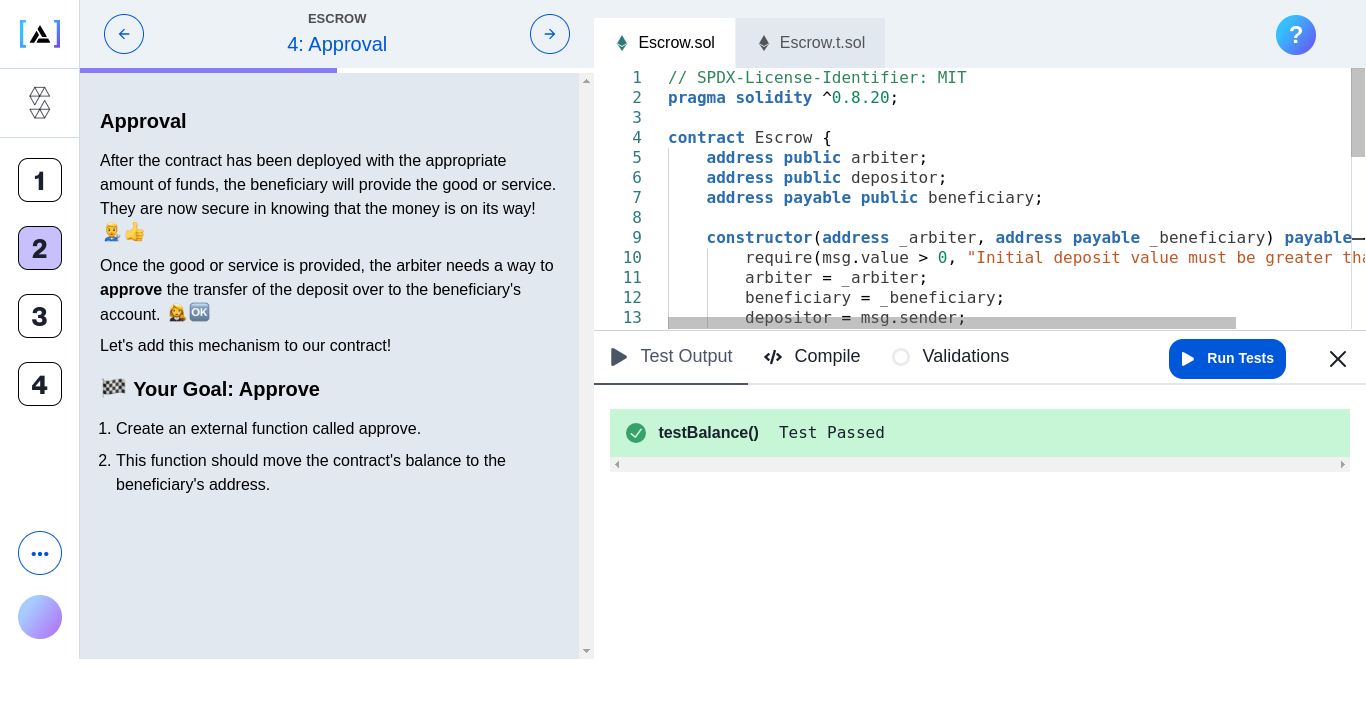 ESCROW
4: Approval
1
2
3
4
Approval
After the contract has been deployed with the appropriate
amount of funds, the beneficiary will provide the good or service.
They are now secure in knowing that the money is on its way!
Once the good or service is provided, the arbiter needs a way to
approve the transfer of the deposit over to the beneficiary's
account. 👩‍⚖️🆗
Let's add this mechanism to our contract!
🏁 Your Goal: Approve
1. Create an external function called approve.
2. This function should move the contract's balance to the
beneficiary's address.
Escrow.sol
Escrow.t.sol
?
1 // SPDX-License-Identifier: MIT
2 pragma solidity ^0.8.20;
3
4 contract Escrow {
5 address public arbiter;
6 address public depositor;
7 address payable public beneficiary;
8
9 constructor(address _arbiter, address payable _beneficiary) payable
10 require(msg.value > 0, "Initial deposit value must be greater tha
11 arbiter = _arbiter;
12 beneficiary = _beneficiary;
13 depositor = msg.sender;
Test Output
Compile
Validations
Run Tests
testBalance() Test Passed